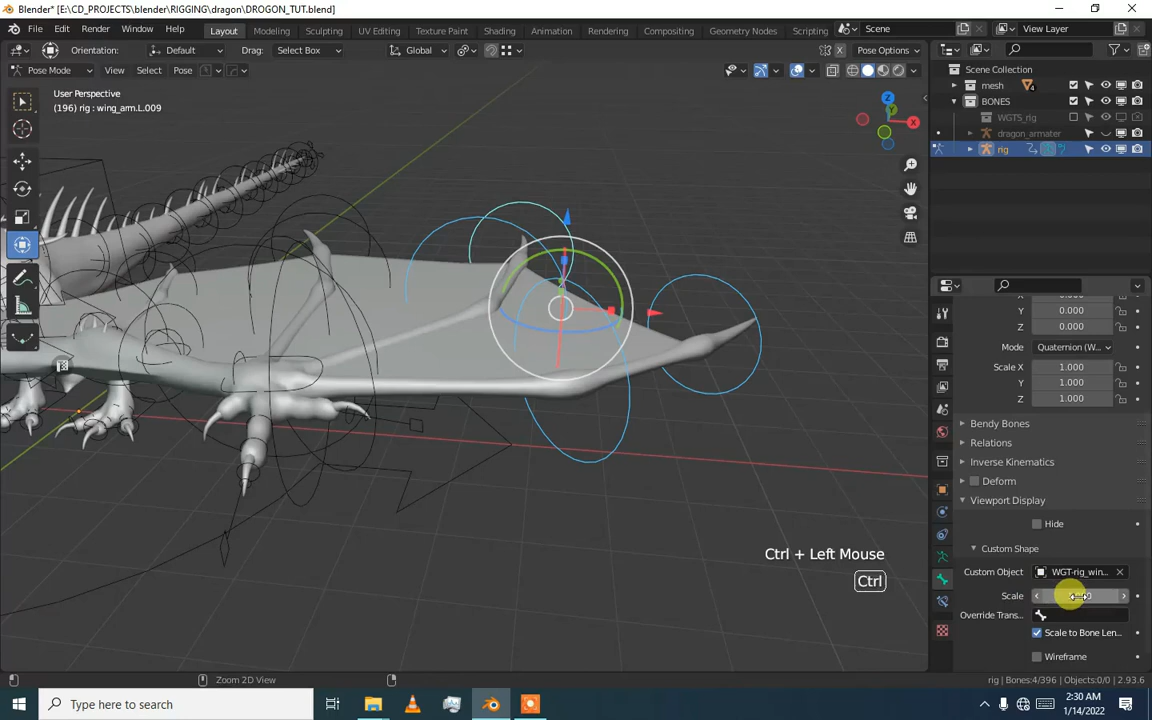 Blender* [E:\CD_PROJECTS\blender\RIGGING\dragon\DROGON_TUT.blend]
File Edit Render Window Help Layout Modeling Sculpting UV Editing Texture Paint Shading Animation Rendering Compositing Geometry Nodes Scripting Scene View Layer
Orientation: Default Drag: Select Box Global X Pose Options
Pose Mode View Select Pose
User Perspective
(196) rig : wing_arm.L.009
Z
Y
X
Scene Collection
mesh 4
BONES
WGTS_rig
dragon_armater
rig
X 0.000
Y 0.000
Z 0.000
Mode Quaternion (W...
Scale X 1.000
Y 1.000
Z 1.000
Bendy Bones
Relations
Inverse Kinematics
Deform
Viewport Display
Hide
Custom Shape
Custom Object WGT-rig_win...
Scale
Override Trans...
Scale to Bone Len...
Wireframe
Ctrl + Left Mouse
Ctrl
Zoom 2D View
rig | Bones:4/396 | Objects:0/0 | 2.93.6
Type here to search
2:30 AM
1/14/2022